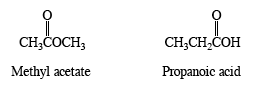 O O
CH₃COCH₃ CH₃CH₂COH
Methyl acetate Propanoic acid